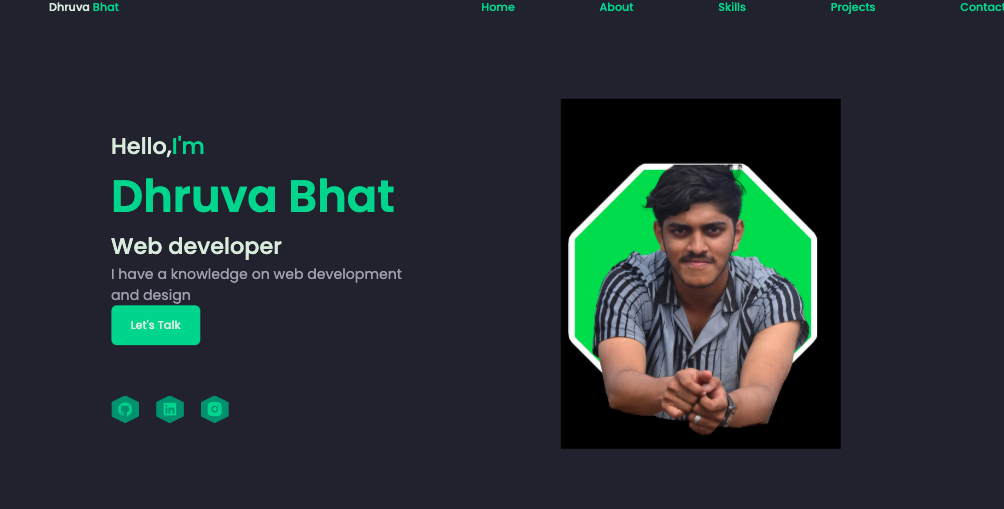 Dhruva Bhat
Home About Skills Projects Contact
Hello,I'm
Dhruva Bhat
Web developer
I have a knowledge on web development
and design
Let's Talk